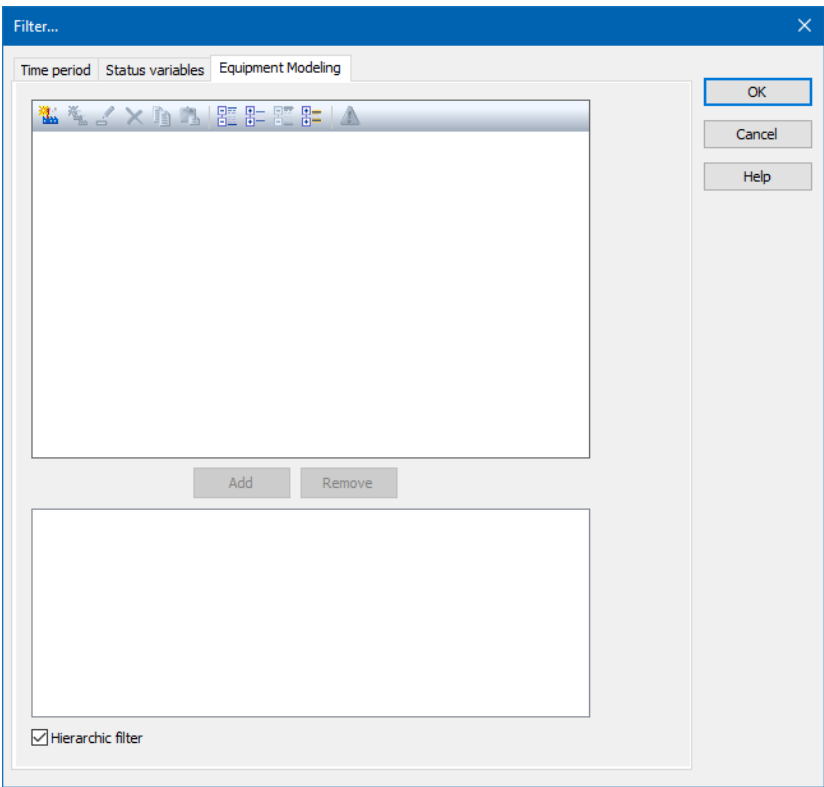 Filter...
Time period Status variables Equipment Modeling
OK
Cancel
Help
Add Remove
Hierarchic filter